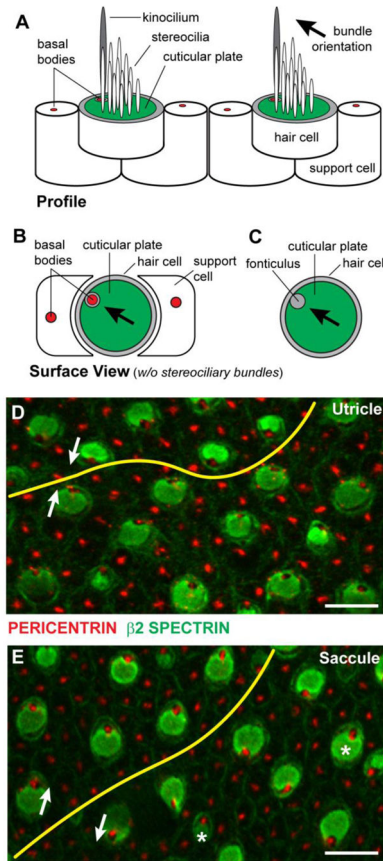 A
kinocilium
stereocilia
cuticular plate
basal
bodies
bundle
orientation
hair cell
support cell
Profile
B
basal
bodies
cuticular plate
hair cell
support
cell
C
cuticular plate
fonticulus
hair cell
Surface View (w/o stereociliary bundles)
D
Utricle
PERICENTRIN β2 SPECTRIN
E
Saccule
*
*